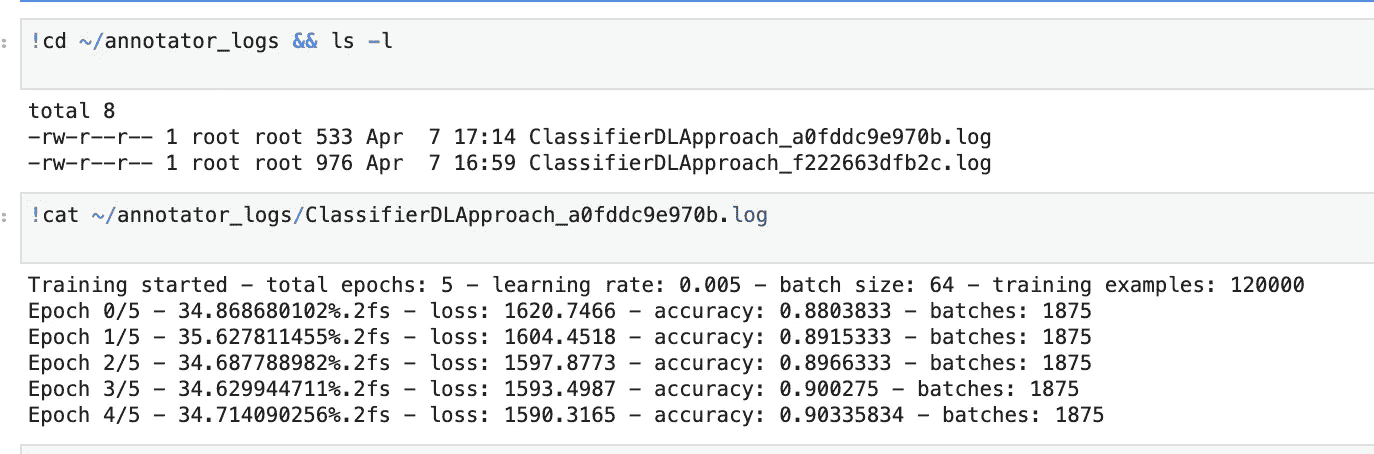 !cd ~/annotator_logs && ls -l
total 8
-rw-r--r-- 1 root root 533 Apr  7 17:14 ClassifierDLApproach_a0fddc9e970b.log
-rw-r--r-- 1 root root 976 Apr  7 16:59 ClassifierDLApproach_f222663dfb2c.log
!cat ~/annotator_logs/ClassifierDLApproach_a0fddc9e970b.log
Training started - total epochs: 5 - learning rate: 0.005 - batch size: 64 - training examples: 120000
Epoch 0/5 - 34.868680102%.2fs - loss: 1620.7466 - accuracy: 0.8803833 - batches: 1875
Epoch 1/5 - 35.627811455%.2fs - loss: 1604.4518 - accuracy: 0.8915333 - batches: 1875
Epoch 2/5 - 34.687788982%.2fs - loss: 1597.8773 - accuracy: 0.8966333 - batches: 1875
Epoch 3/5 - 34.629944711%.2fs - loss: 1593.4987 - accuracy: 0.900275 - batches: 1875
Epoch 4/5 - 34.714090256%.2fs - loss: 1590.3165 - accuracy: 0.90335834 - batches: 1875